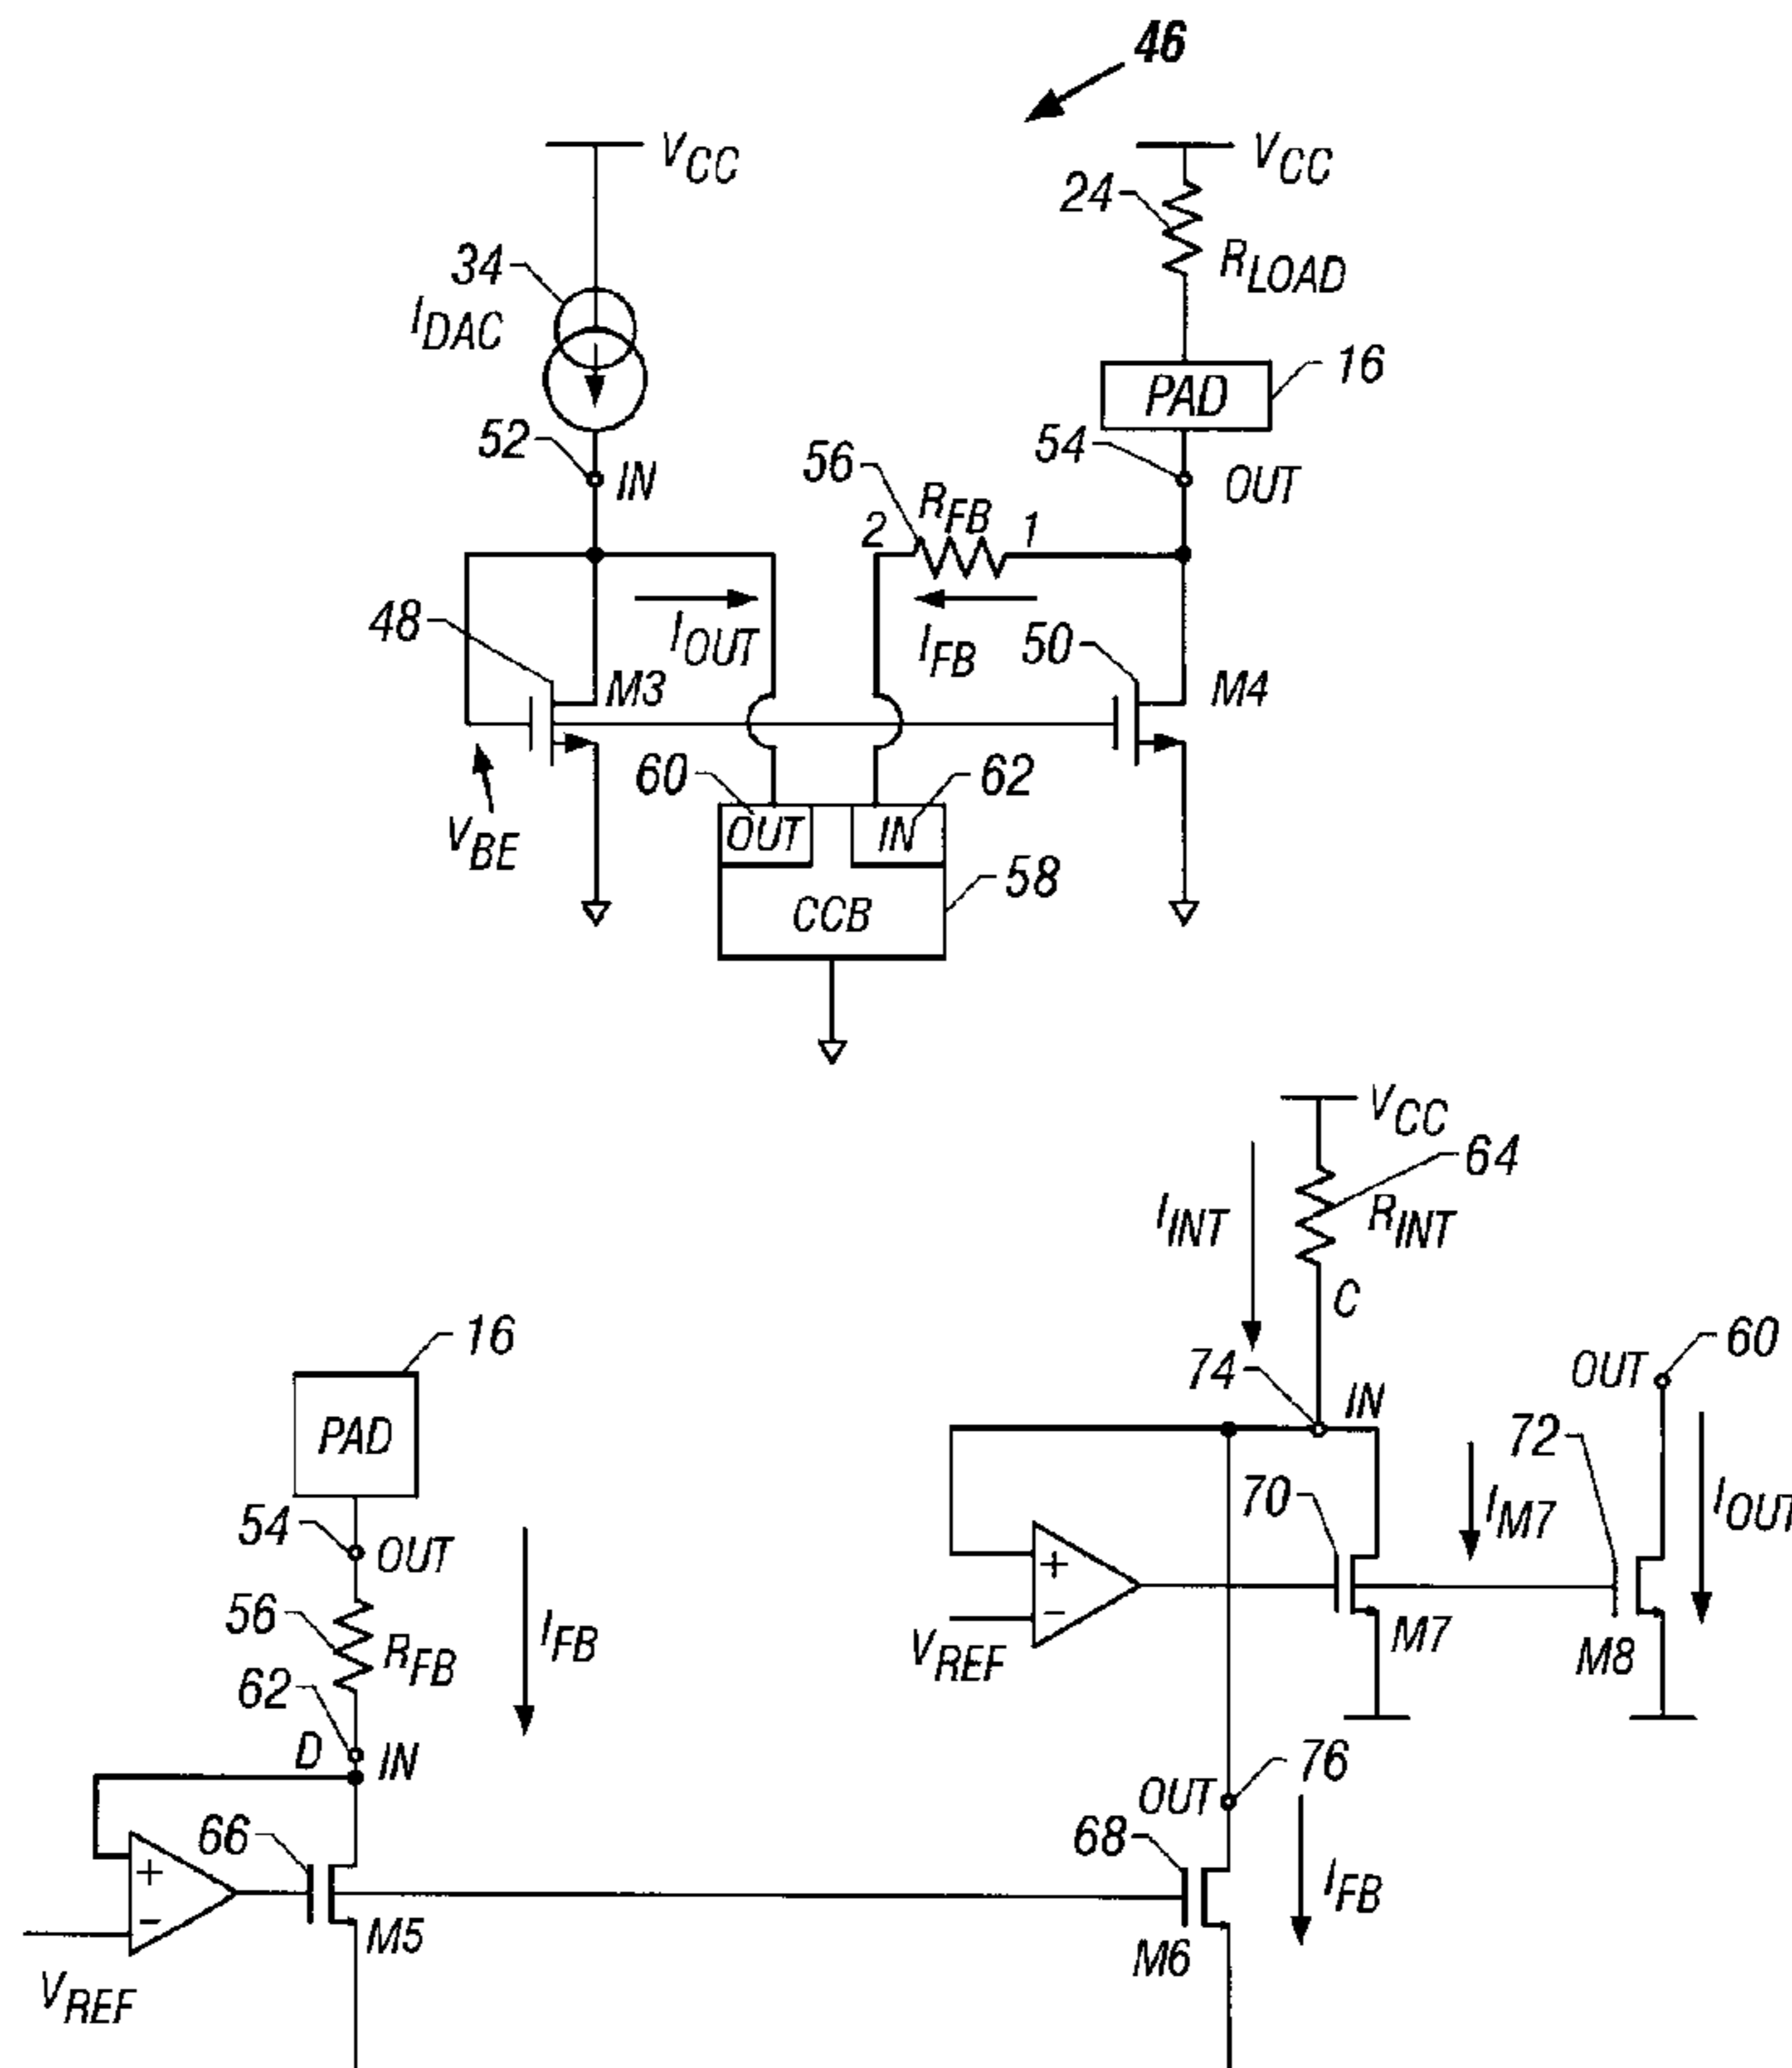 46
VCC
VCC
24
RLOAD
34
IDAC
PAD
16
52
IN
54
OUT
56
RFB
2
1
48
IOUT
IFB
50
M3
M4
VBE
60
62
OUT
IN
58
CCB
VCC
64
IINT
RINT
C
16
PAD
74
IN
OUT
60
72
54
OUT
70
IM7
IOUT
56
RFB
IFB
+
-
VREF
M7
M8
62
D
IN
OUT
76
66
68
+
-
M5
IFB
M6
VREF